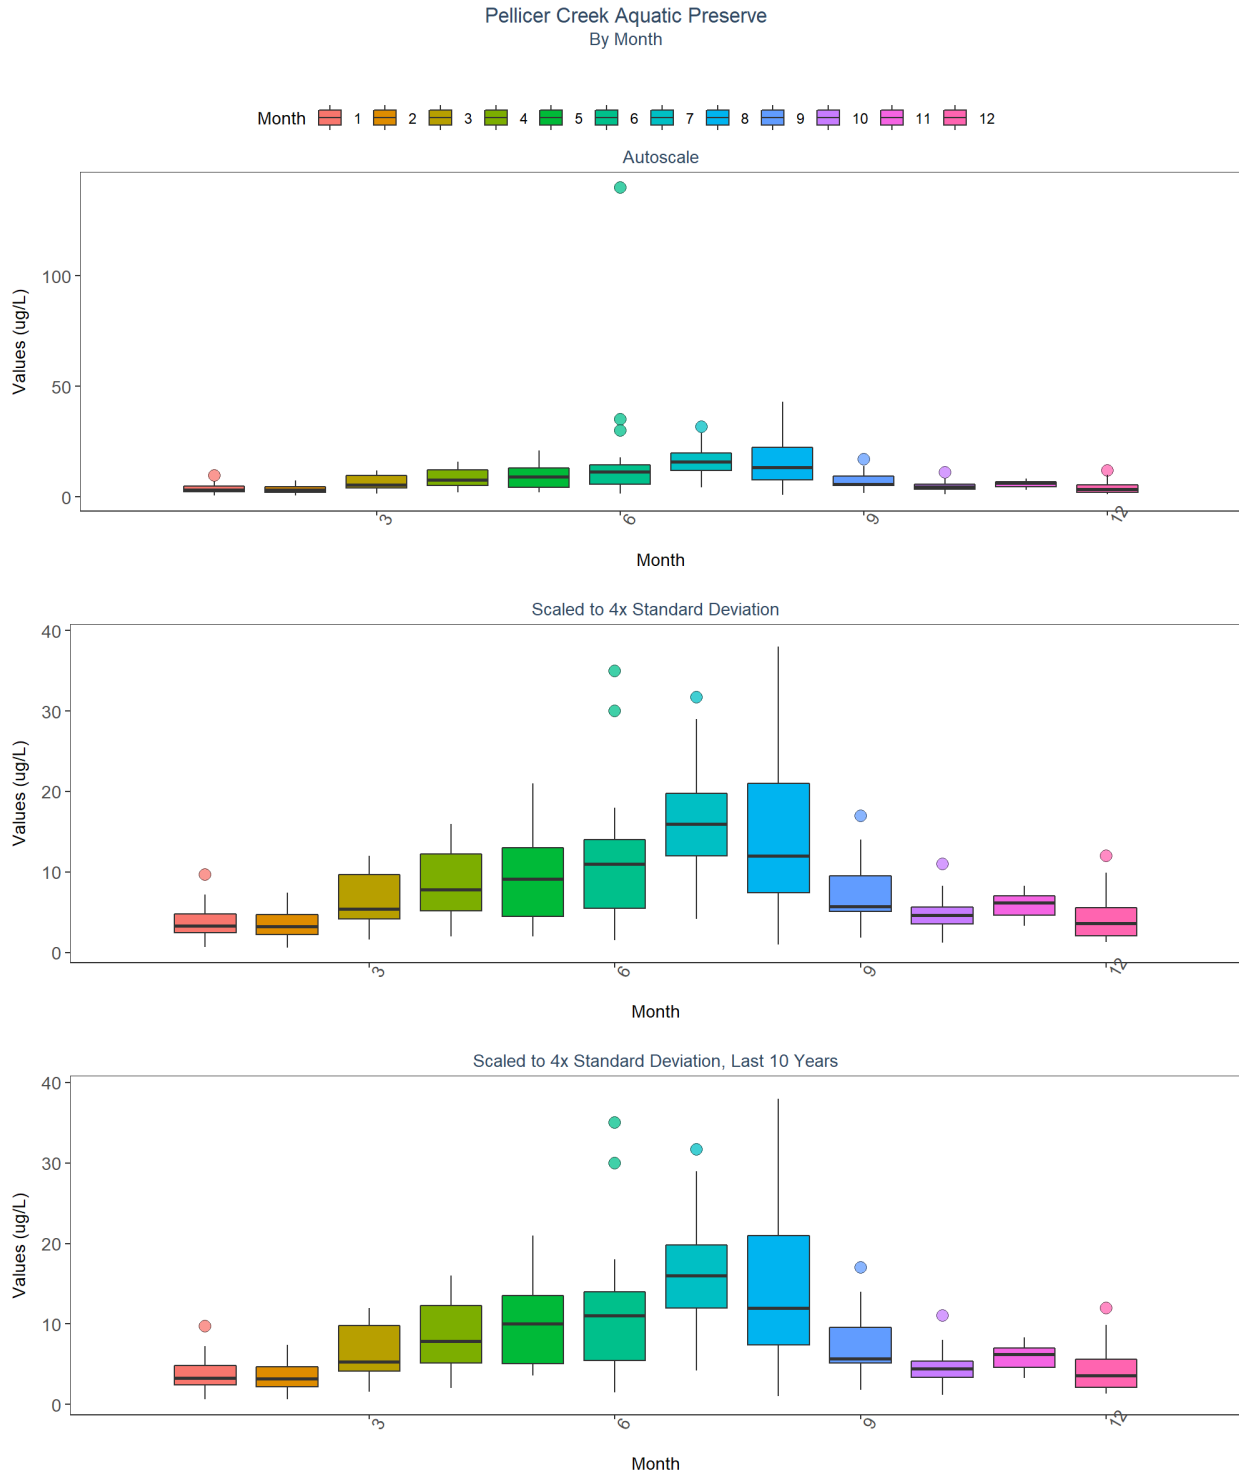 Pellicer Creek Aquatic Preserve
By Month
Month 1 2 3 4 5 6 7 8 9 10 11 12
Autoscale
Values (ug/L)
100
50
0
3 6 9 12
Month
Scaled to 4x Standard Deviation
Values (ug/L)
40
30
20
10
0
3 6 9 12
Month
Scaled to 4x Standard Deviation, Last 10 Years
Values (ug/L)
40
30
20
10
0
3 6 9 12
Month